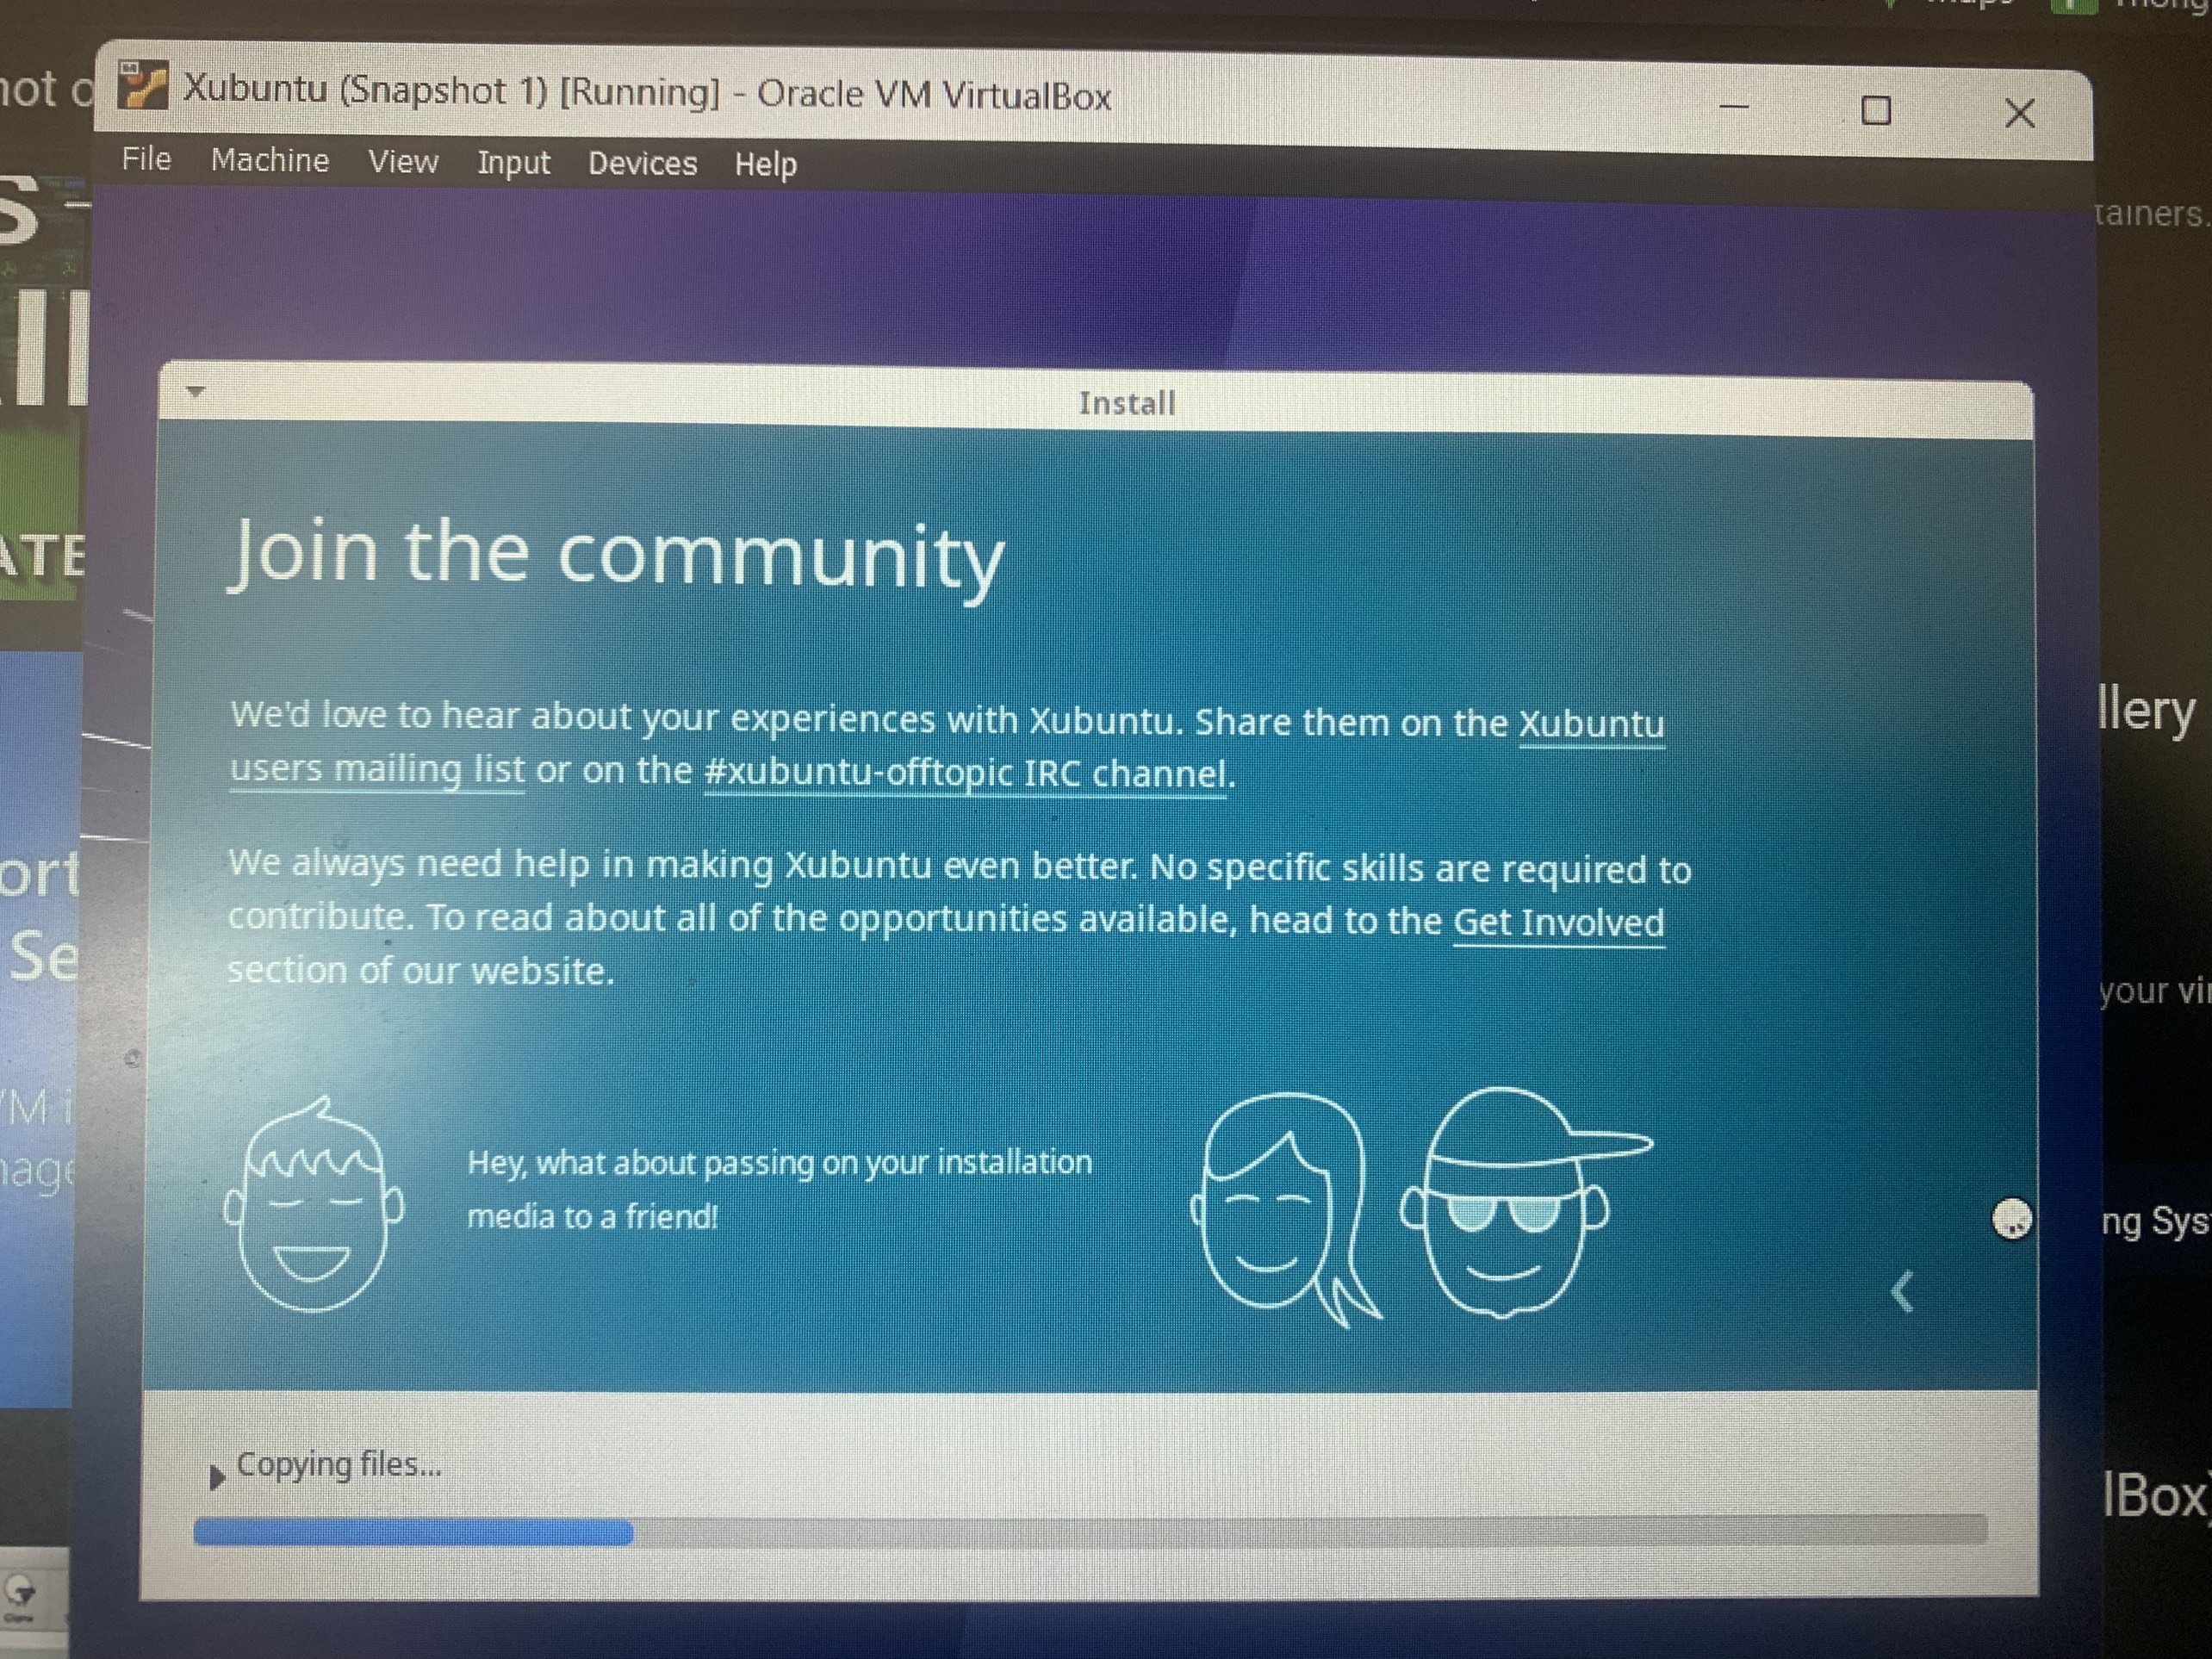 Xubuntu (Snapshot 1) [Running] - Oracle VM VirtualBox
File Machine View Input Devices Help
Install
Join the community
We'd love to hear about your experiences with Xubuntu. Share them on the Xubuntu
users mailing list or on the #xubuntu-offtopic IRC channel.
We always need help in making Xubuntu even better. No specific skills are required to
contribute. To read about all of the opportunities available, head to the Get Involved
section of our website.
Hey, what about passing on your installation
media to a friend!
Copying files...
tainers.
llery
your
ng Sys
lBox)
ort
Se
ATE